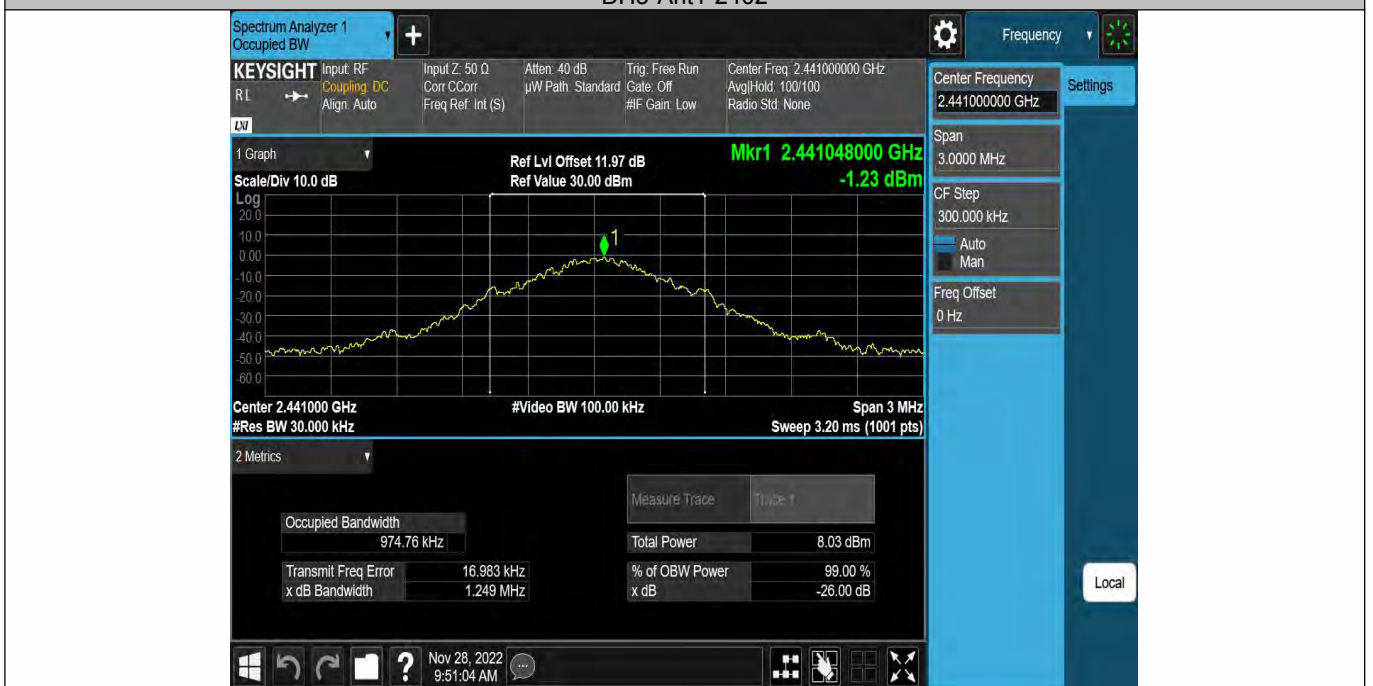 Spectrum Analyzer 1
Occupied BW
+
Frequency
KEYSIGHT
RL
LXI
Input: RF
Coupling: DC
Align: Auto
Input Z: 50 Ω
Corr CCorr
Freq Ref: Int (S)
Atten: 40 dB
µW Path: Standard
Trig: Free Run
Gate: Off
#IF Gain: Low
Center Freq: 2.441000000 GHz
Avg|Hold: 100/100
Radio Std: None
Center Frequency
2.441000000 GHz
Settings
Span
3.0000 MHz
CF Step
300.000 kHz
Auto
Man
Freq Offset
0 Hz
Local
1 Graph
Scale/Div 10.0 dB
Ref Lvl Offset 11.97 dB
Ref Value 30.00 dBm
Mkr1 2.441048000 GHz
-1.23 dBm
Log
20.0
10.0
0.00
-10.0
-20.0
-30.0
-40.0
-50.0
-60.0
1
Center 2.441000 GHz
#Video BW 100.00 kHz
Span 3 MHz
#Res BW 30.000 kHz
Sweep 3.20 ms (1001 pts)
2 Metrics
Measure Trace
Trace 1
Occupied Bandwidth
974.76 kHz
Total Power 8.03 dBm
Transmit Freq Error 16.983 kHz
% of OBW Power 99.00 %
x dB Bandwidth 1.249 MHz
x dB -26.00 dB
?
Nov 28, 2022
9:51:04 AM